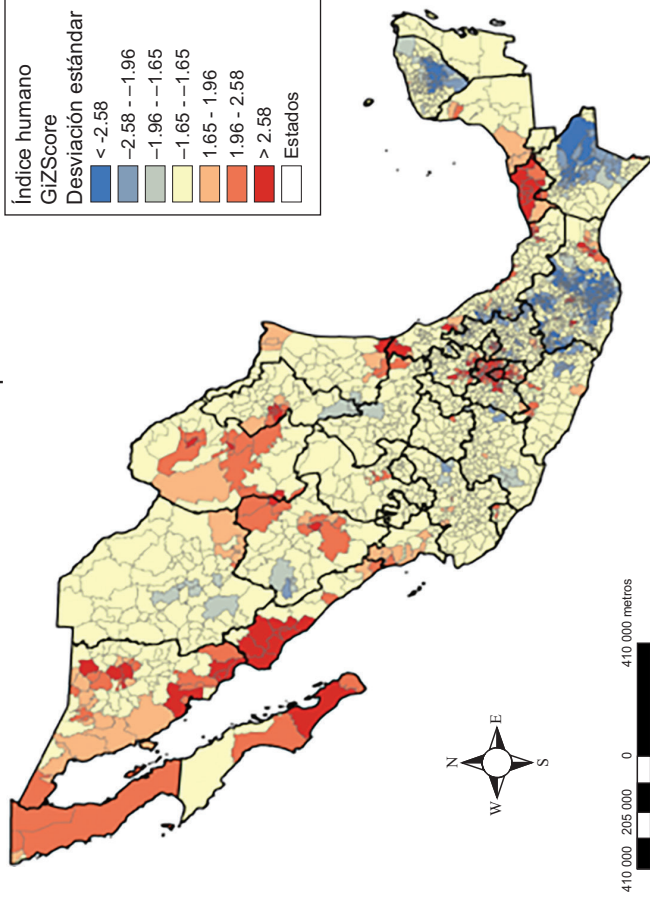 Índice humano
GiZScore
Desviación estándar
< -2.58
-2.58 - -1.96
-1.96 - -1.65
-1.65 - -1.65
1.65 - 1.96
1.96 - 2.58
> 2.58
Estados
N
W
E
S
410 000 205 000 0 410 000 metros